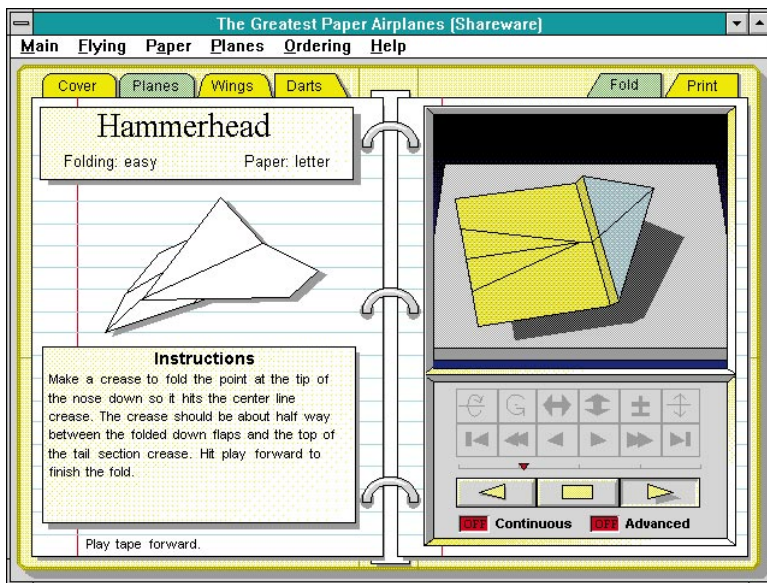 The Greatest Paper Airplanes (Shareware)
Main Flying Paper Planes Ordering Help
Cover Planes Wings Darts Fold Print
Hammerhead
Folding: easy Paper: letter
Instructions
Make a crease to fold the point at the tip of
the nose down so it hits the center line
crease. The crease should be about half way
between the folded down flaps and the top of
the tail section crease. Hit play forward to
finish the fold.
Play tape forward.
OFF Continuous OFF Advanced